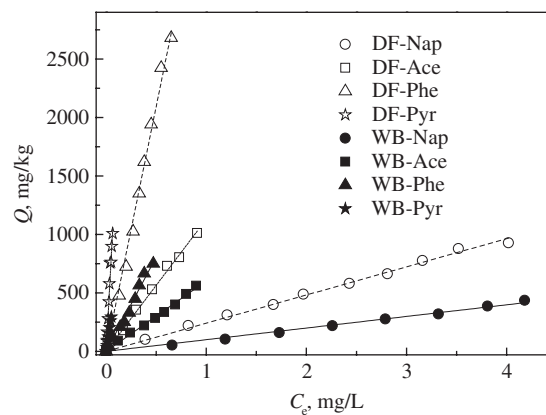 2500
2000
1500
1000
500
0
Q, mg/kg
DF-Nap
DF-Ace
DF-Phe
DF-Pyr
WB-Nap
WB-Ace
WB-Phe
WB-Pyr
0
1
2
3
4
Ce, mg/L